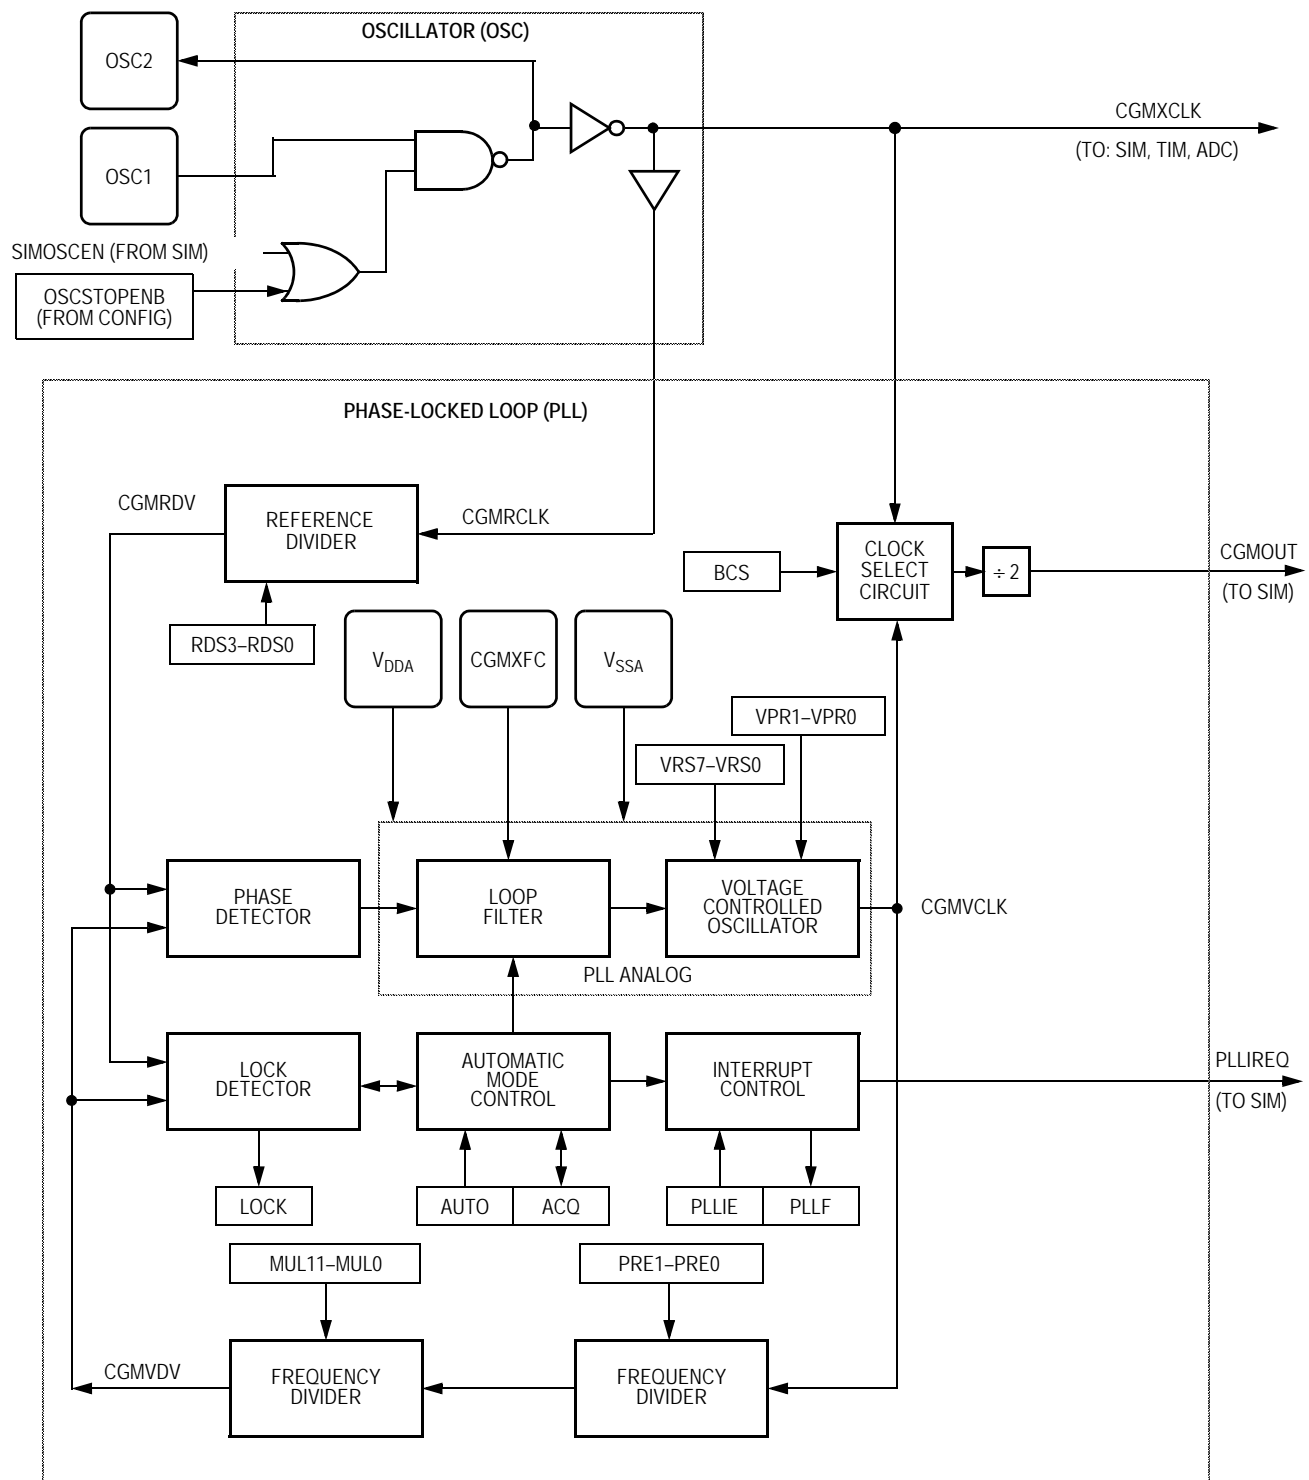 OSCILLATOR (OSC)
OSC2
CGMXCLK
(TO: SIM, TIM, ADC)
OSC1
SIMOSCEN (FROM SIM)
OSCSTOPENB
(FROM CONFIG)
PHASE-LOCKED LOOP (PLL)
CGMRDV
REFERENCE
DIVIDER
CGMRCLK
BCS
CLOCK
SELECT
CIRCUIT
÷ 2
CGMOUT
(TO SIM)
RDS3–RDS0
VDDA
CGMXFC
VSSA
VPR1–VPR0
VRS7–VRS0
PHASE
DETECTOR
LOOP
FILTER
VOLTAGE
CONTROLLED
OSCILLATOR
CGMVCLK
PLL ANALOG
LOCK
DETECTOR
AUTOMATIC
MODE
CONTROL
INTERRUPT
CONTROL
PLLIREQ
(TO SIM)
LOCK
AUTO
ACQ
PLLIE
PLLF
MUL11–MUL0
PRE1–PRE0
CGMVDV
FREQUENCY
DIVIDER
FREQUENCY
DIVIDER